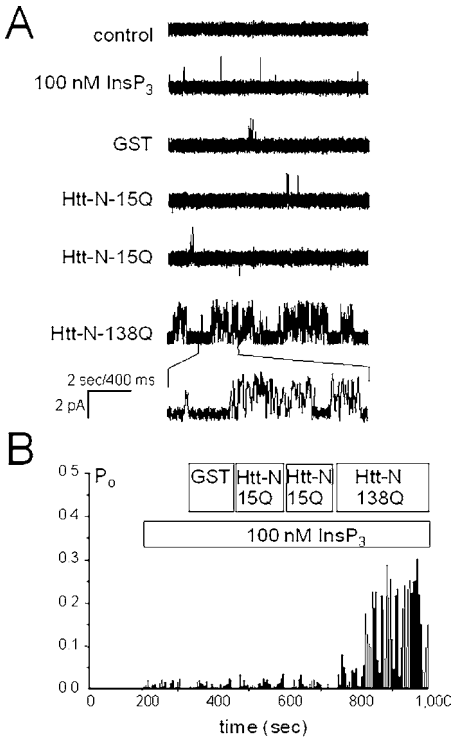 A
control
100 nM InsP3
GST
Htt-N-15Q
Htt-N-15Q
Htt-N-138Q
2 sec/400 ms
2 pA
B
0 5
Po
0 4
0.3
0.2
0.1
0 0
GST
Htt-N
15Q
Htt-N
15Q
Htt-N
138Q
100 nM InsP3
0
200
400
600
800
1,000
time (sec)